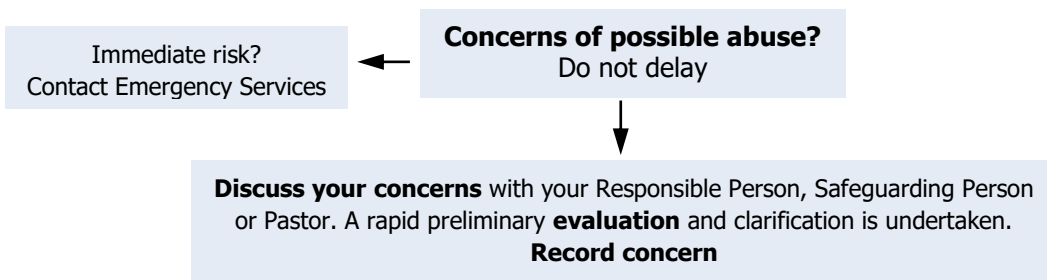 Concerns of possible abuse?
Do not delay
Immediate risk?
Contact Emergency Services
Discuss your concerns with your Responsible Person, Safeguarding Person
or Pastor. A rapid preliminary evaluation and clarification is undertaken.
Record concern